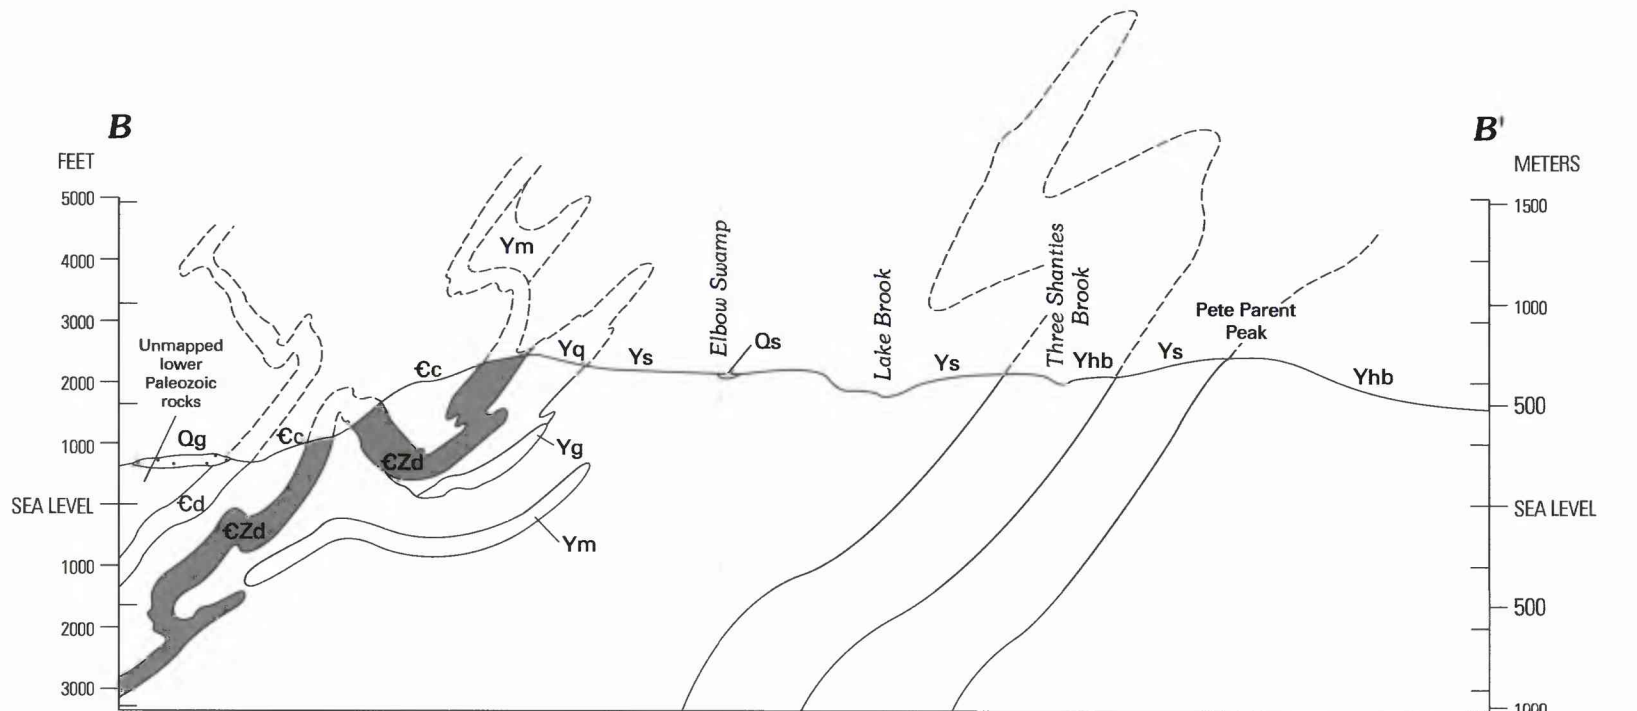 B
B'
FEET
METERS
5000
4000
3000
2000
1000
SEA LEVEL
1000
2000
3000
1500
1000
500
SEA LEVEL
500
1000
Unmapped
lower
Paleozoic
rocks
Qg
Ꞓc
Ꞓd
ꞒZd
Ꞓc
ꞒZd
Ym
Yq
Ys
Yg
Ym
Elbow Swamp
Qs
Lake Brook
Ys
Three Shanties
Brook
Yhb
Ys
Pete Parent
Peak
Yhb